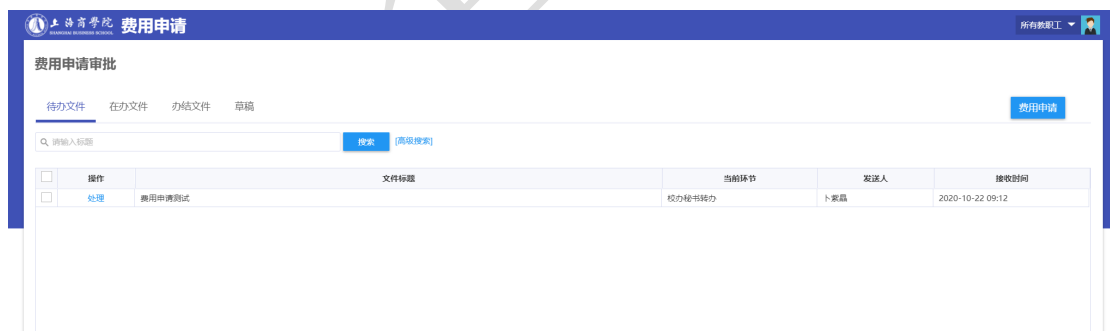 上海商学院 费用申请
SHANGHAI BUSINESS SCHOOL
所有教职工
费用申请审批
待办文件 在办文件 办结文件 草稿
费用申请
请输入标题 搜索 [高级搜索]
操作 文件标题 当前环节 发送人 接收时间
处理 费用申请测试 校办秘书转办 卜紫晶 2020-10-22 09:12